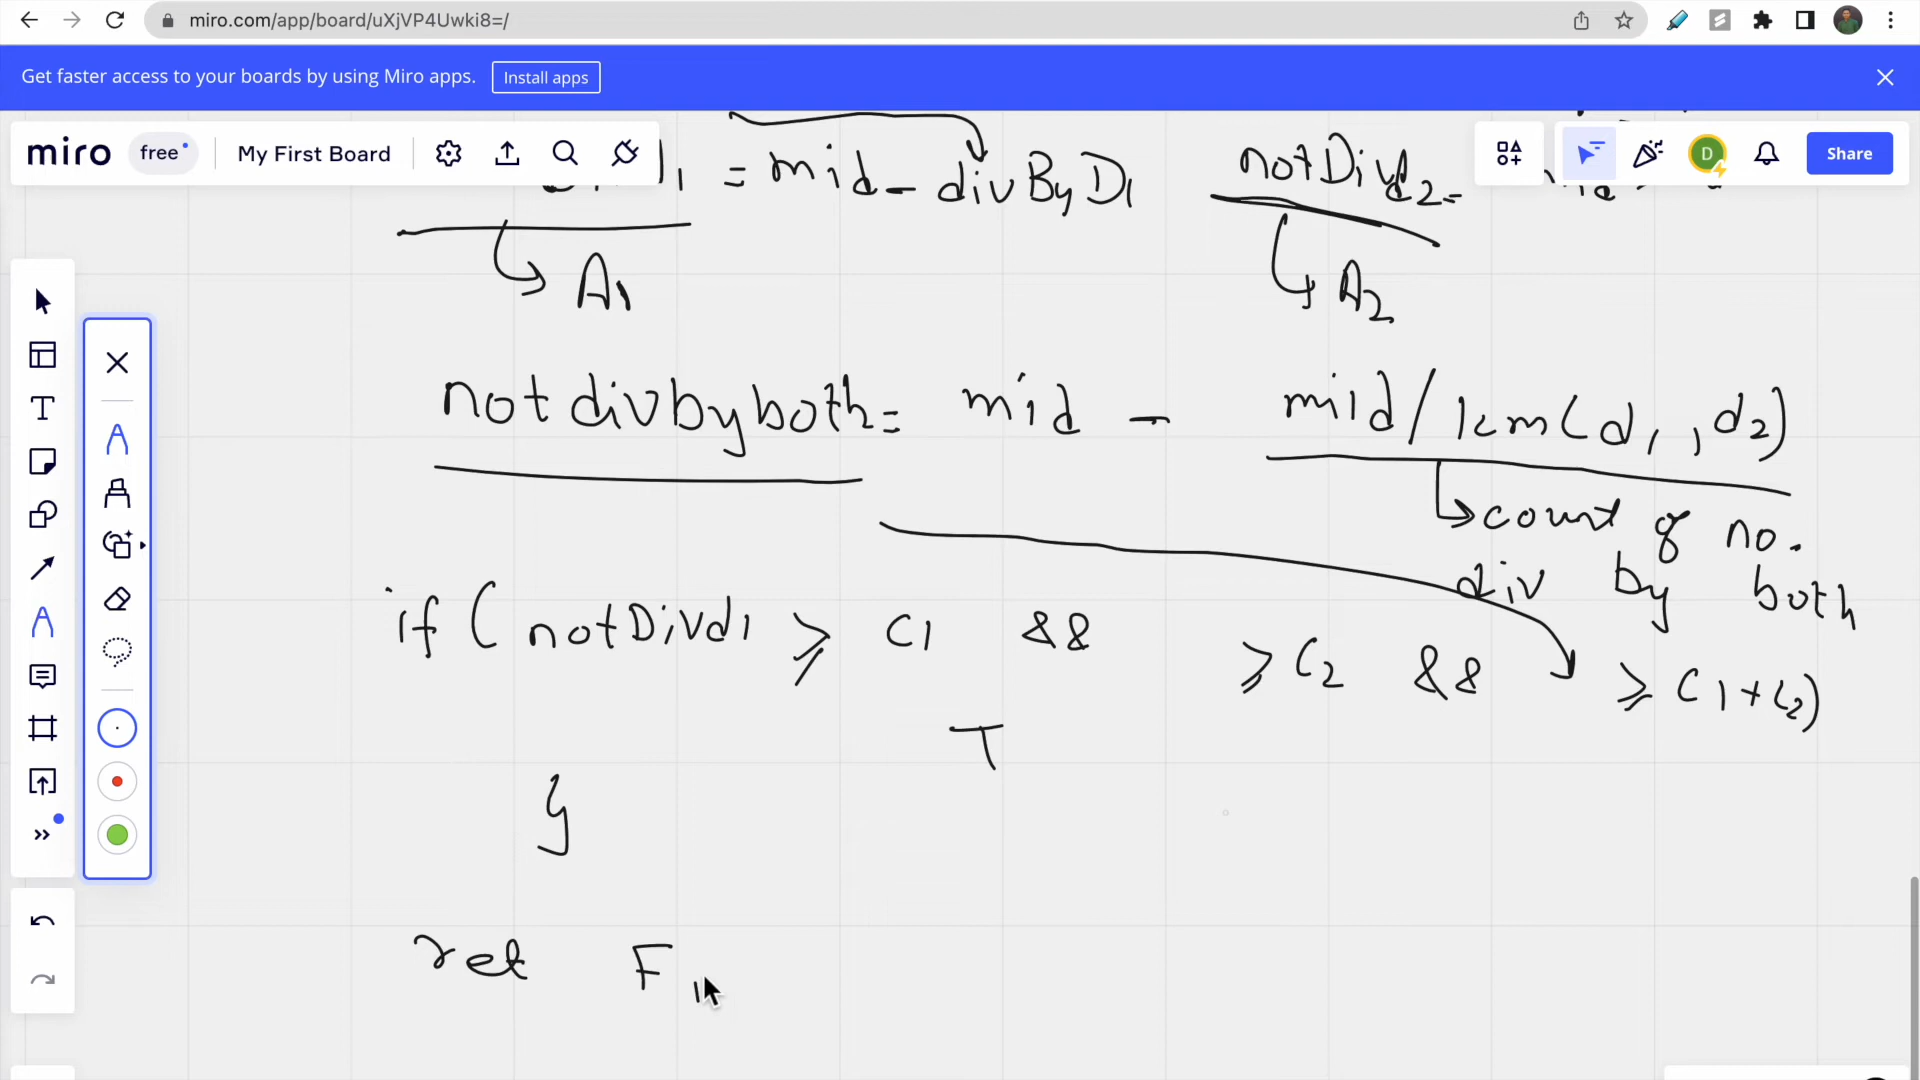 miro.com/app/board/uXjVP4Uwki8=/
Get faster access to your boards by using Miro apps. Install apps
miro free My First Board D Share
= mid - divByD1 notDivd2=
A1 A2
notdivbyboth = mid - mid/lcm(d1,d2)
count of no.
div by both
if ( notDivd1 ≥ C1 && ≥ C2 && ≥ C1+C2)
T
}
ret F